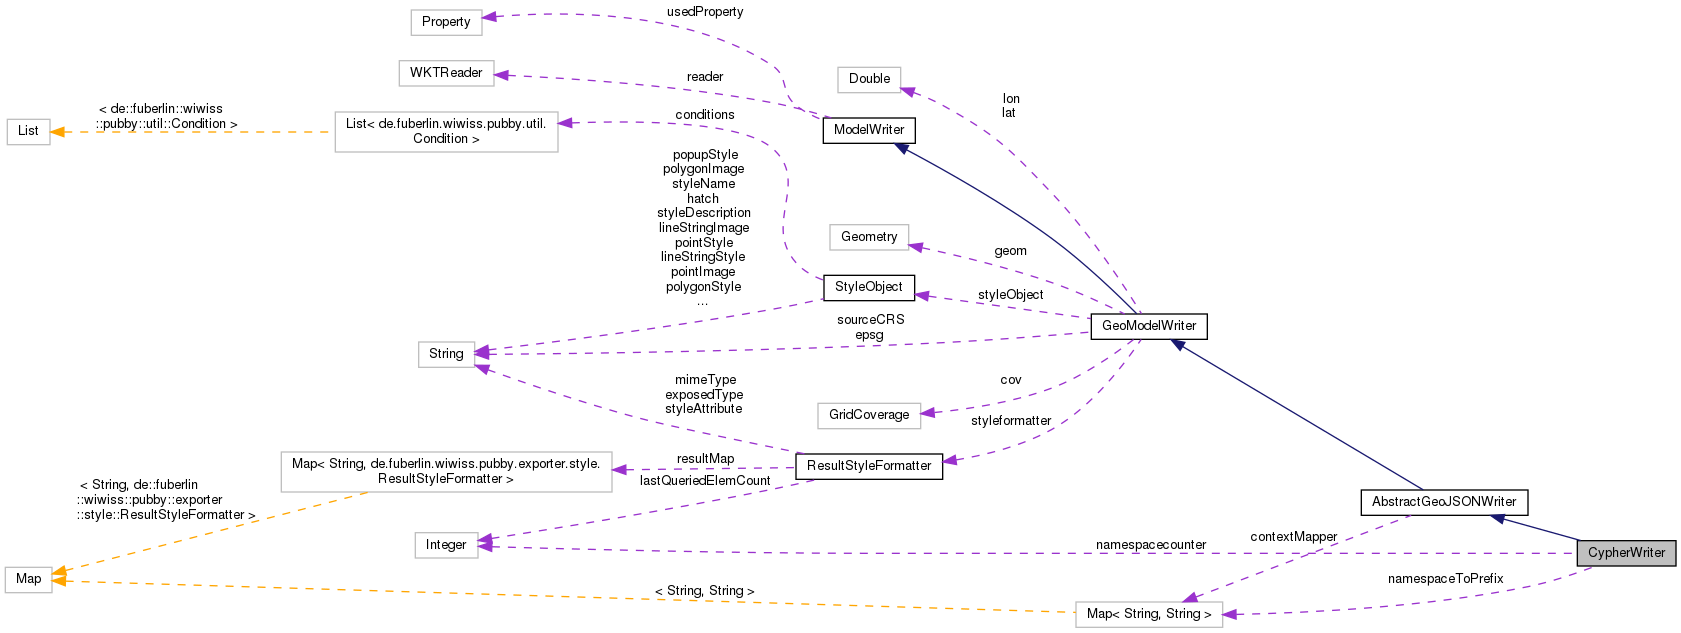 Property
usedProperty
WKTReader
reader
Double
lon
lat
List
< de::fuberlin::wiwiss
::pubby::util::Condition >
List< de.fuberlin.wiwiss.pubby.util.
Condition >
conditions
ModelWriter
popupStyle
polygonImage
styleName
hatch
styleDescription
lineStringImage
pointStyle
lineStringStyle
pointImage
polygonStyle
...
Geometry
geom
StyleObject
styleObject
GeoModelWriter
sourceCRS
epsg
String
mimeType
exposedType
styleAttribute
cov
GridCoverage
styleformatter
Map< String, de.fuberlin.wiwiss.pubby.exporter.style.
ResultStyleFormatter >
resultMap
ResultStyleFormatter
lastQueriedElemCount
< String, de::fuberlin
::wiwiss::pubby::exporter
::style::ResultStyleFormatter >
AbstractGeoJSONWriter
Integer
namespacecounter
contextMapper
CypherWriter
Map
< String, String >
namespaceToPrefix
Map< String, String >